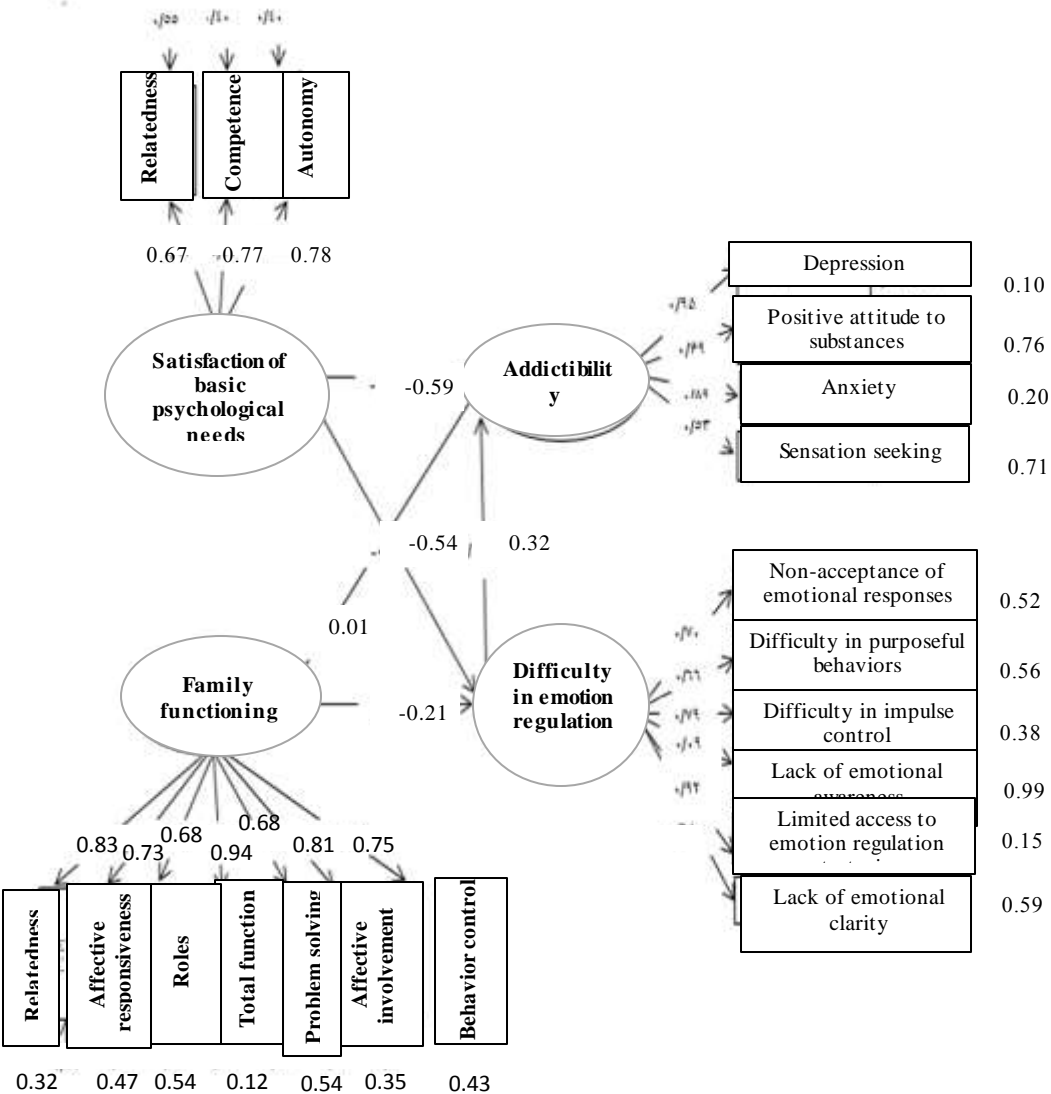 Relatedness
Competence
Autonomy
0.67
0.77
0.78
Satisfaction of
basic
psychological
needs
-0.59
Addictibilit
y
Depression
0.10
Positive attitude to
substances
0.76
Anxiety
0.20
Sensation seeking
0.71
-0.54
0.32
0.01
Family
functioning
-0.21
Difficulty
in emotion
regulation
Non-acceptance of
emotional responses
0.52
Difficulty in purposeful
behaviors
0.56
Difficulty in impulse
control
0.38
Lack of emotional
awareness
0.99
Limited access to
emotion regulation
0.15
Lack of emotional
clarity
0.59
0.83
0.73
0.68
0.94
0.68
0.81
0.75
Relatedness
Affective
responsiveness
Roles
Total function
Problem solving
Affective
involvement
Behavior control
0.32
0.47
0.54
0.12
0.54
0.35
0.43